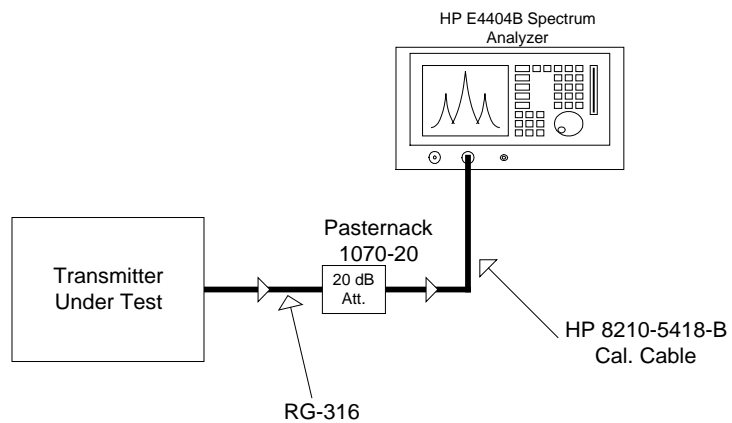 HP E4404B Spectrum
Analyzer
Pasternack
1070-20
Transmitter
Under Test
20 dB
Att.
HP 8210-5418-B
Cal. Cable
RG-316